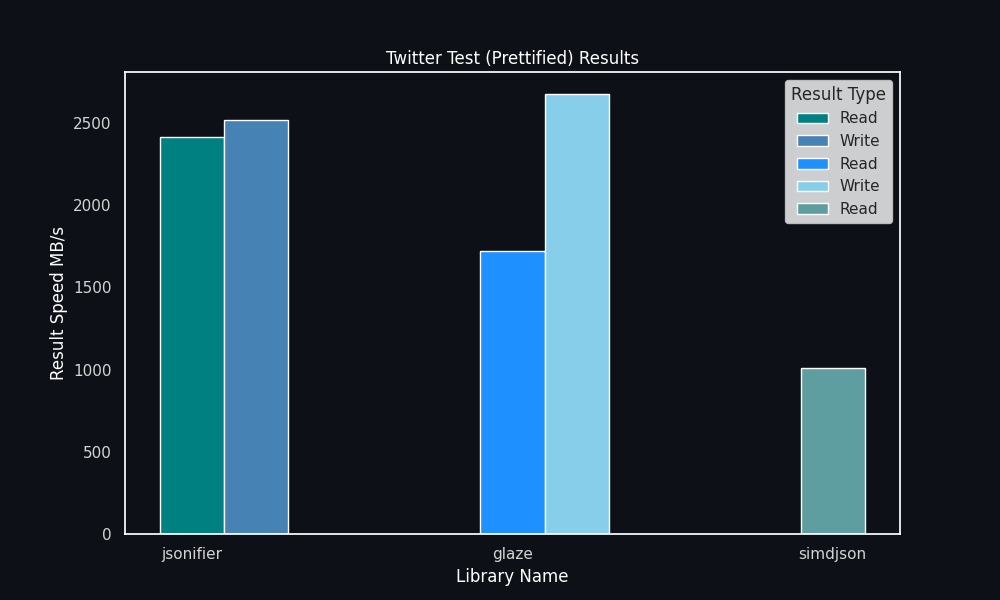 Twitter Test (Prettified) Results
Result Type
Read
Write
Read
Write
Read
Result Speed MB/s
2500
2000
1500
1000
500
0
jsonifier
glaze
simdjson
Library Name